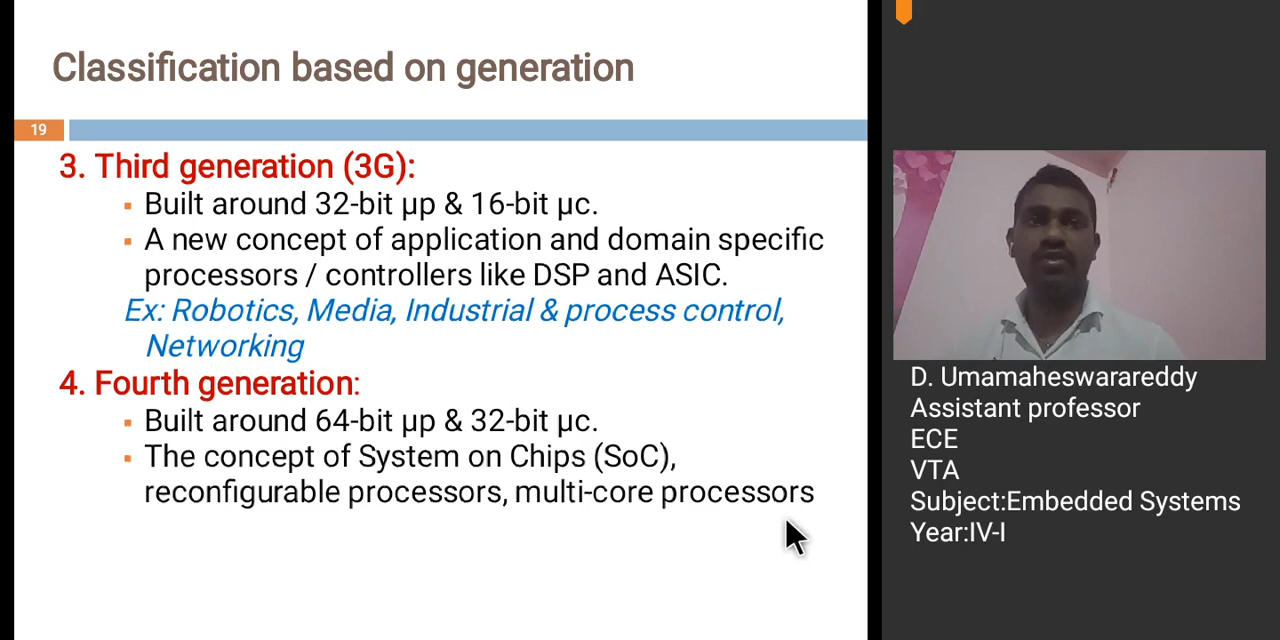 Classification based on generation
19
3. Third generation (3G):
▪ Built around 32-bit µp & 16-bit µc.
▪ A new concept of application and domain specific
processors / controllers like DSP and ASIC.
Ex: Robotics, Media, Industrial & process control,
Networking
4. Fourth generation:
▪ Built around 64-bit µp & 32-bit µc.
▪ The concept of System on Chips (SoC),
reconfigurable processors, multi-core processors
D. Umamaheswarareddy
Assistant professor
ECE
VTA
Subject:Embedded Systems
Year:IV-I